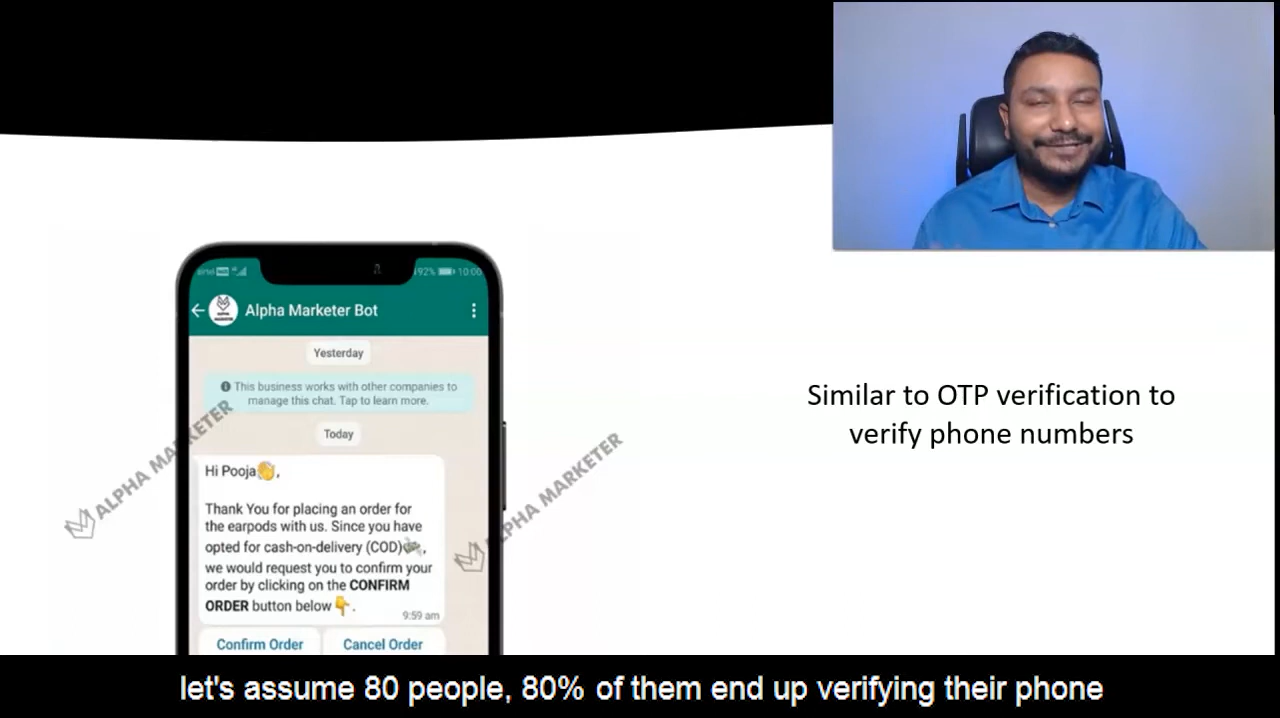 airtel
92% 10:00
Alpha Marketer Bot
Yesterday
This business works with other companies to
manage this chat. Tap to learn more.
Today
Hi Pooja👋,
Thank You for placing an order for
the earpods with us. Since you have
opted for cash-on-delivery (COD)💸,
we would request you to confirm your
order by clicking on the CONFIRM
ORDER button below👇.
9:59 am
Confirm Order
Cancel Order
ALPHA MARKETER
ALPHA MARKETER
Similar to OTP verification to
verify phone numbers
let's assume 80 people, 80% of them end up verifying their phone